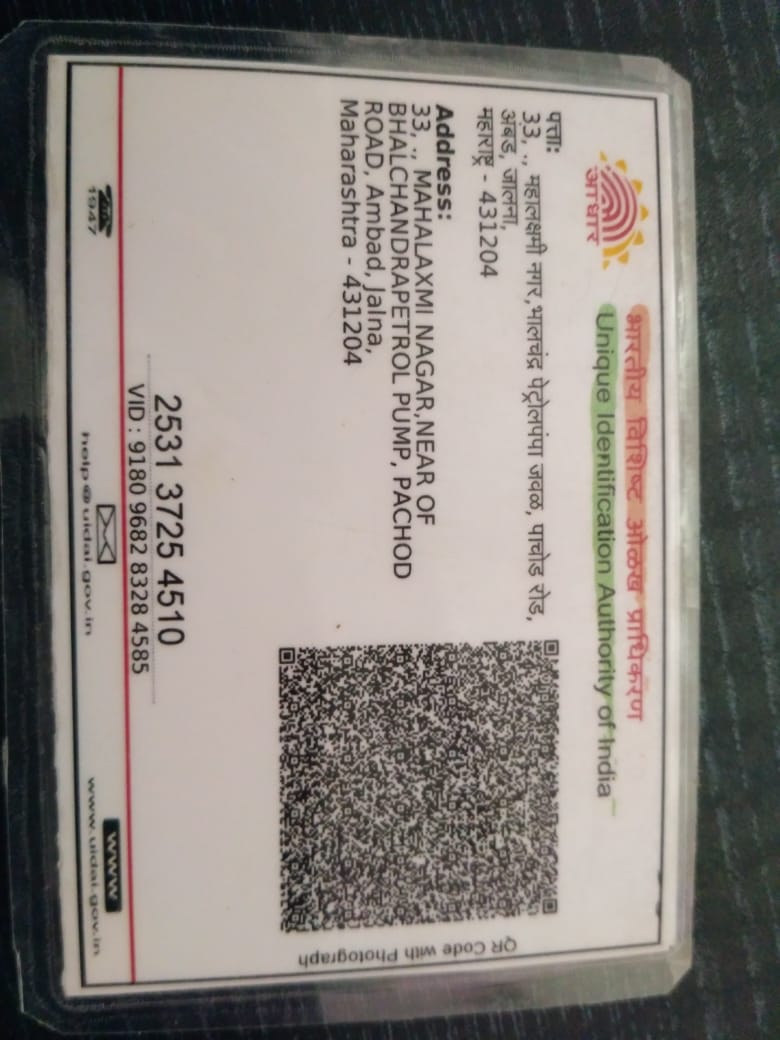 आधार
भारतीय विशिष्ट ओळख प्राधिकरण
Unique Identification Authority of India
पत्ता:
33, ., महालक्ष्मी नगर,भालचंद्र पेट्रोलपंपा जवळ, पाचोड रोड,
अंबड, जालना,
महाराष्ट्र - 431204
Address:
33, ., MAHALAXMI NAGAR,NEAR OF
BHALCHANDRAPETROL PUMP, PACHOD
ROAD, Ambad, Jalna,
Maharashtra - 431204
QR Code with Photograph
2531 3725 4510
VID : 9180 9682 8328 4585
1947
help@uidai.gov.in
www
www.uidai.gov.in